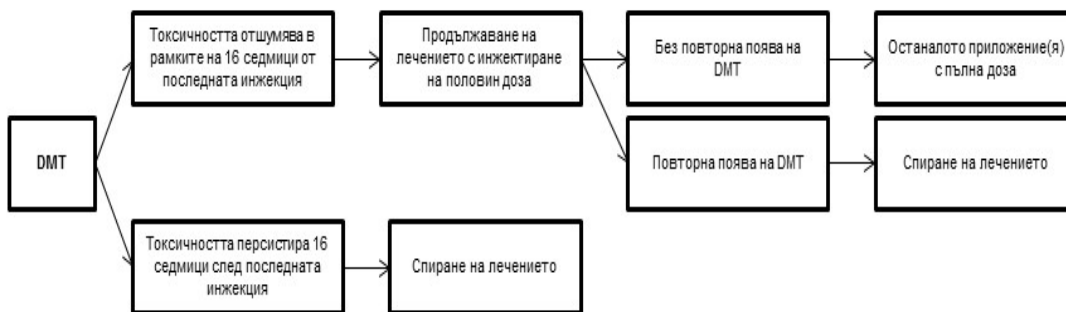 Токсичността отшумява в
рамките на 16 седмици от
последната инжекция
Продължаване на
лечението с инжектиране
на половин доза
Без повторна поява на
DMT
Останалото приложение(я)
с пълна доза
DMT
Повторна поява на DMT
Спиране на лечението
Токсичността персистира 16
седмици след последната
инжекция
Спиране на лечението